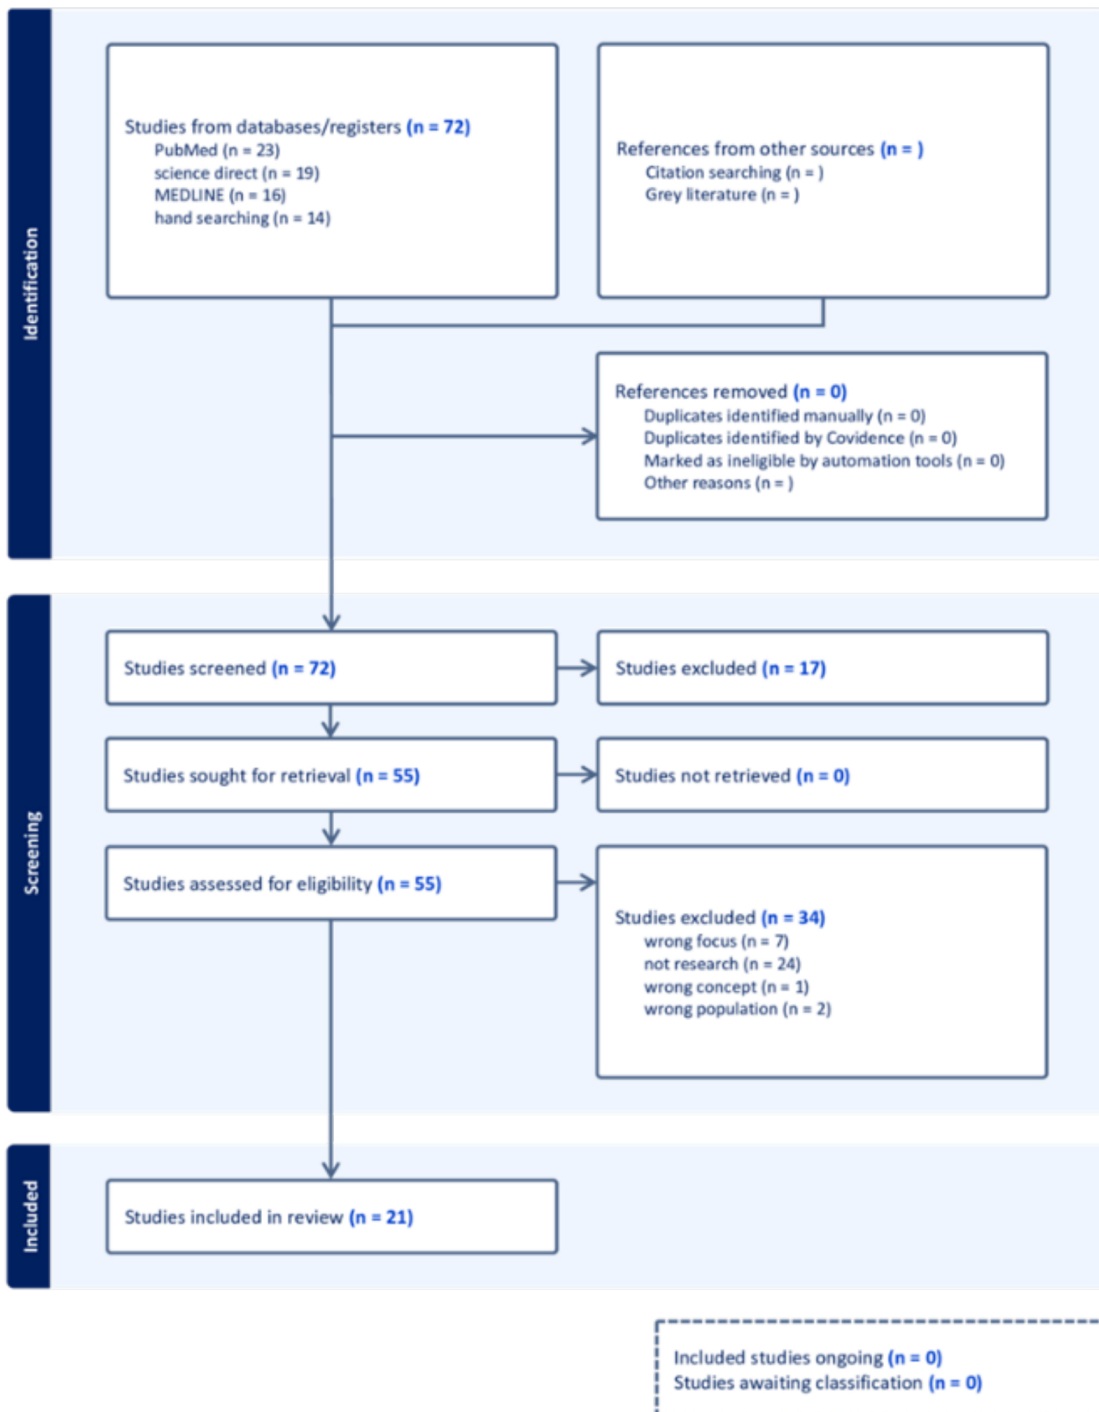 Identification
Studies from databases/registers (n = 72)
PubMed (n = 23)
science direct (n = 19)
MEDLINE (n = 16)
hand searching (n = 14)
References from other sources (n = )
Citation searching (n = )
Grey literature (n = )
References removed (n = 0)
Duplicates identified manually (n = 0)
Duplicates identified by Covidence (n = 0)
Marked as ineligible by automation tools (n = 0)
Other reasons (n = )
Screening
Studies screened (n = 72)
Studies excluded (n = 17)
Studies sought for retrieval (n = 55)
Studies not retrieved (n = 0)
Studies assessed for eligibility (n = 55)
Studies excluded (n = 34)
wrong focus (n = 7)
not research (n = 24)
wrong concept (n = 1)
wrong population (n = 2)
Included
Studies included in review (n = 21)
Included studies ongoing (n = 0)
Studies awaiting classification (n = 0)